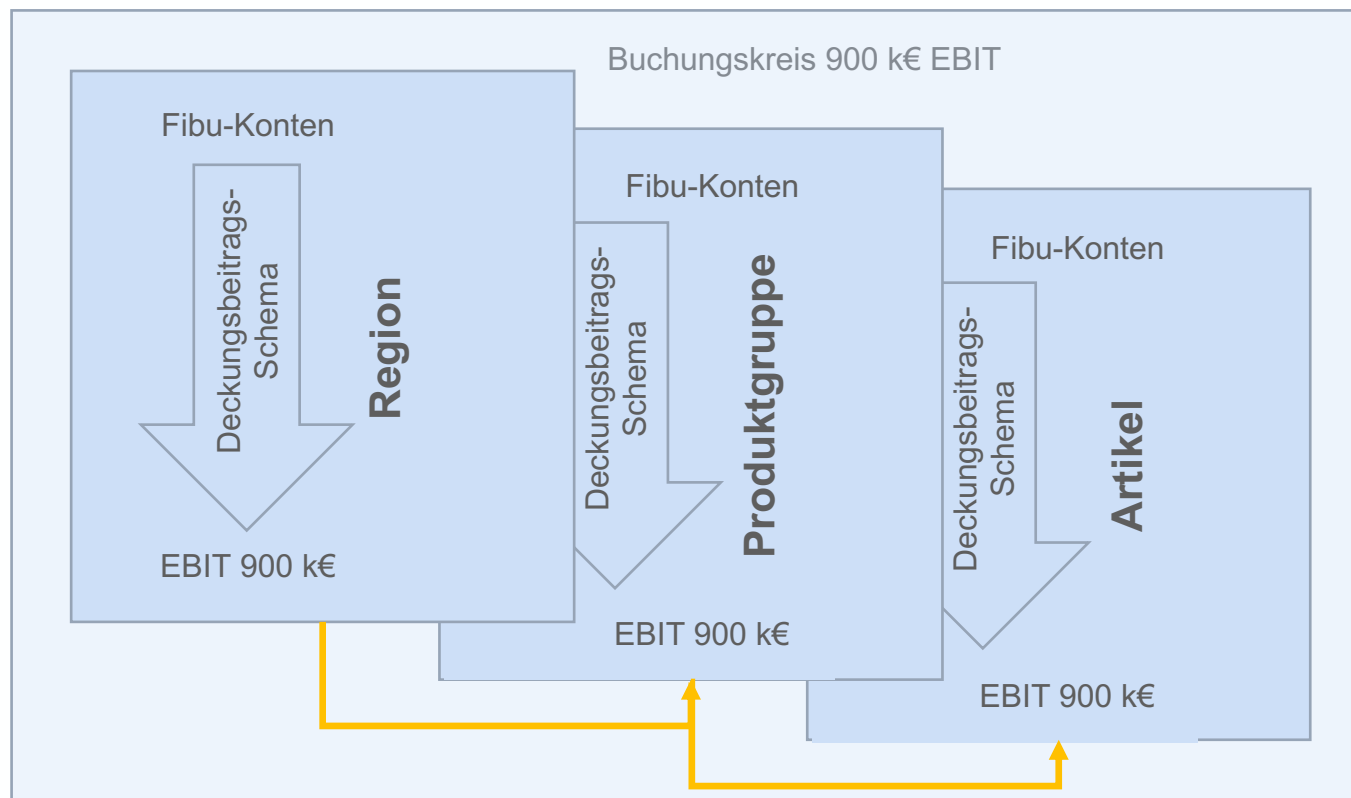 Buchungskreis 900 k€ EBIT
Fibu-Konten
Deckungsbeitrags-
Schema
Region
EBIT 900 k€
Fibu-Konten
Deckungsbeitrags-
Schema
Produktgruppe
EBIT 900 k€
Fibu-Konten
Deckungsbeitrags-
Schema
Artikel
EBIT 900 k€